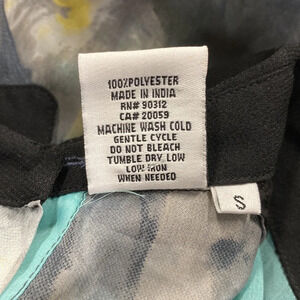 100% POLYESTER
MADE IN INDIA
RN# 90312
CA# 20059
MACHINE WASH COLD
GENTLE CYCLE
DO NOT BLEACH
TUMBLE DRY LOW
LOW IRON
WHEN NEEDED
S